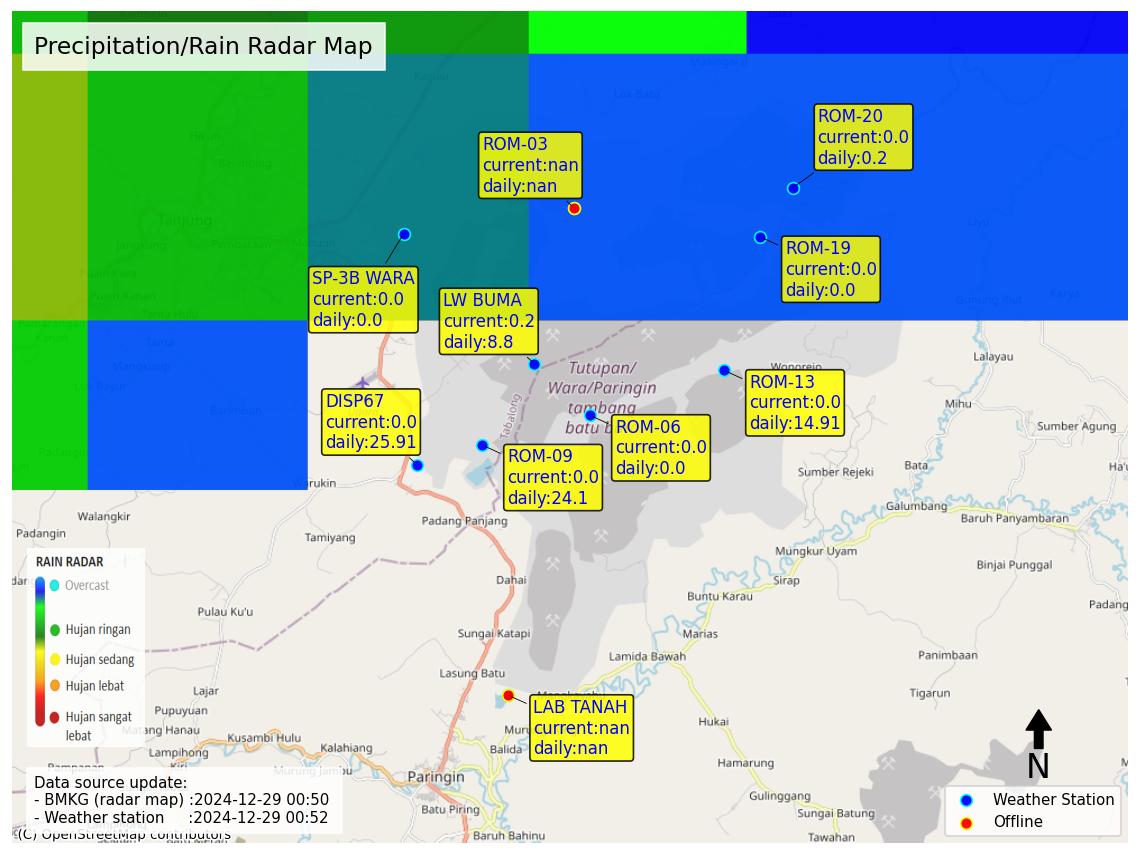 Precipitation/Rain Radar Map
ROM-20
current:0.0
daily:0.2
ROM-03
current:nan
daily:nan
Tanjung
ROM-19
current:0.0
daily:0.0
SP-3B WARA
current:0.0
daily:0.0
LW BUMA
current:0.2
daily:8.8
Lalayau
Tutupan/
Wara/Paringin
tambang
batu
Wonorejo
ROM-13
current:0.0
daily:14.91
DISP67
current:0.0
daily:25.91
Tabalong
ROM-06
current:0.0
daily:0.0
Mihu
Sumber Agung
ROM-09
current:0.0
daily:24.1
Sumber Rejeki
Bata
Warukin
Galumbang
Walangkir
Padang Panjang
Baruh Panyambaran
Padangin
Tamiyang
Mungkur Uyam
Binjai Punggal
RAIN RADAR
Overcast
Hujan ringan
Hujan sedang
Hujan lebat
Hujan sangat
lebat
Dahai
Sirap
Buntu Karau
Padang
Pulau Ku'u
Sungai Katapi
Marias
Lamida Bawah
Panimbaan
Lasung Batu
Lajar
Tigarun
Pupuyuan
LAB TANAH
current:nan
daily:nan
Hukai
Matang Hanau
Kusambi Hulu
Kalahiang
Lampihong
Balida
Hamarung
Murung Jambu
Paringin
N
Data source update:
- BMKG (radar map) :2024-12-29 00:50
- Weather station :2024-12-29 00:52
Gulinggang
Weather Station
Offline
Batu Piring
Sungai Batung
(C) OpenStreetMap contributors
Baruh Bahinu
Tawahan